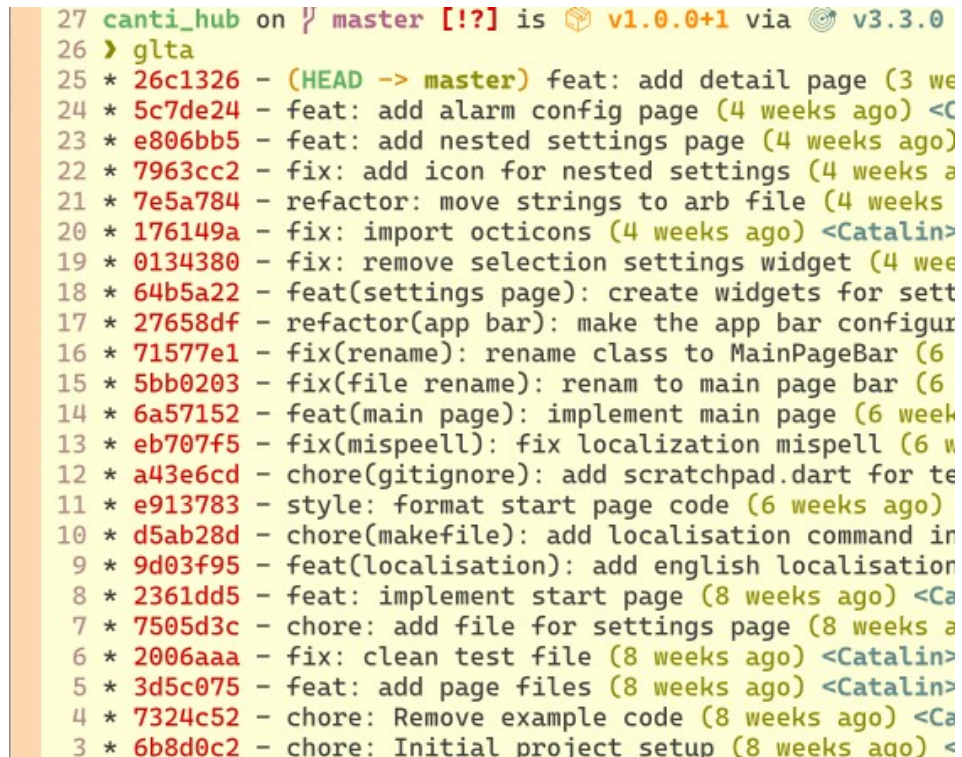 27 canti_hub on master [!?] is 📦 v1.0.0+1 via 🎯 v3.3.0
26 ❯ glta
25 * 26c1326 - (HEAD -> master) feat: add detail page (3 we
24 * 5c7de24 - feat: add alarm config page (4 weeks ago) <C
23 * e806bb5 - feat: add nested settings page (4 weeks ago)
22 * 7963cc2 - fix: add icon for nested settings (4 weeks a
21 * 7e5a784 - refactor: move strings to arb file (4 weeks
20 * 176149a - fix: import octicons (4 weeks ago) <Catalin>
19 * 0134380 - fix: remove selection settings widget (4 wee
18 * 64b5a22 - feat(settings page): create widgets for sett
17 * 27658df - refactor(app bar): make the app bar configur
16 * 71577e1 - fix(rename): rename class to MainPageBar (6
15 * 5bb0203 - fix(file rename): renam to main page bar (6
14 * 6a57152 - feat(main page): implement main page (6 week
13 * eb707f5 - fix(mispeell): fix localization mispell (6 w
12 * a43e6cd - chore(gitignore): add scratchpad.dart for te
11 * e913783 - style: format start page code (6 weeks ago)
10 * d5ab28d - chore(makefile): add localisation command in
9 * 9d03f95 - feat(localisation): add english localisation
8 * 2361dd5 - feat: implement start page (8 weeks ago) <Ca
7 * 7505d3c - chore: add file for settings page (8 weeks a
6 * 2006aaa - fix: clean test file (8 weeks ago) <Catalin>
5 * 3d5c075 - feat: add page files (8 weeks ago) <Catalin>
4 * 7324c52 - chore: Remove example code (8 weeks ago) <Ca
3 * 6b8d0c2 - chore: Initial project setup (8 weeks ago) <